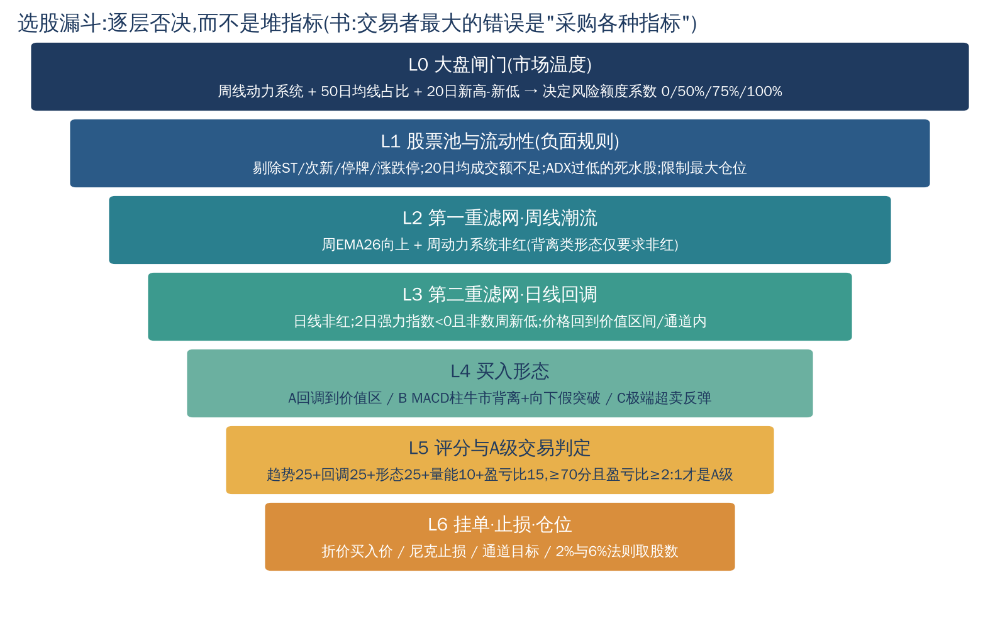 选股漏斗:逐层否决,而不是堆指标(书:交易者最大的错误是"采购各种指标")
L0 大盘闸门(市场温度)
周线动力系统 + 50日均线占比 + 20日新高-新低 → 决定风险额度系数 0/50%/75%/100%
L1 股票池与流动性(负面规则)
剔除ST/次新/停牌/涨跌停;20日均成交额不足;ADX过低的死水股;限制最大仓位
L2 第一重滤网·周线潮流
周EMA26向上 + 周动力系统非红(背离类形态仅要求非红)
L3 第二重滤网·日线回调
日线非红;2日强力指数<0且非数周新低;价格回到价值区间/通道内
L4 买入形态
A回调到价值区 / B MACD柱牛市背离+向下假突破 / C极端超卖反弹
L5 评分与A级交易判定
趋势25+回调25+形态25+量能10+盈亏比15,≥70分且盈亏比≥2:1才是A级
L6 挂单·止损·仓位
折价买入价 / 尼克止损 / 通道目标 / 2%与6%法则取股数